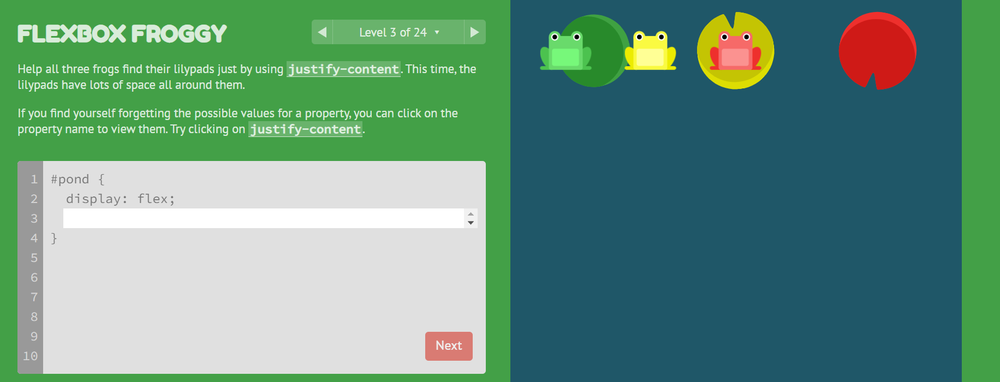 FLEXBOX FROGGY
Level 3 of 24
Help all three frogs find their lilypads just by using justify-content. This time, the
lilypads have lots of space all around them.
If you find yourself forgetting the possible values for a property, you can click on the
property name to view them. Try clicking on justify-content.
1 #pond {
2 display: flex;
3
4 }
5
6
7
8
9
10
Next